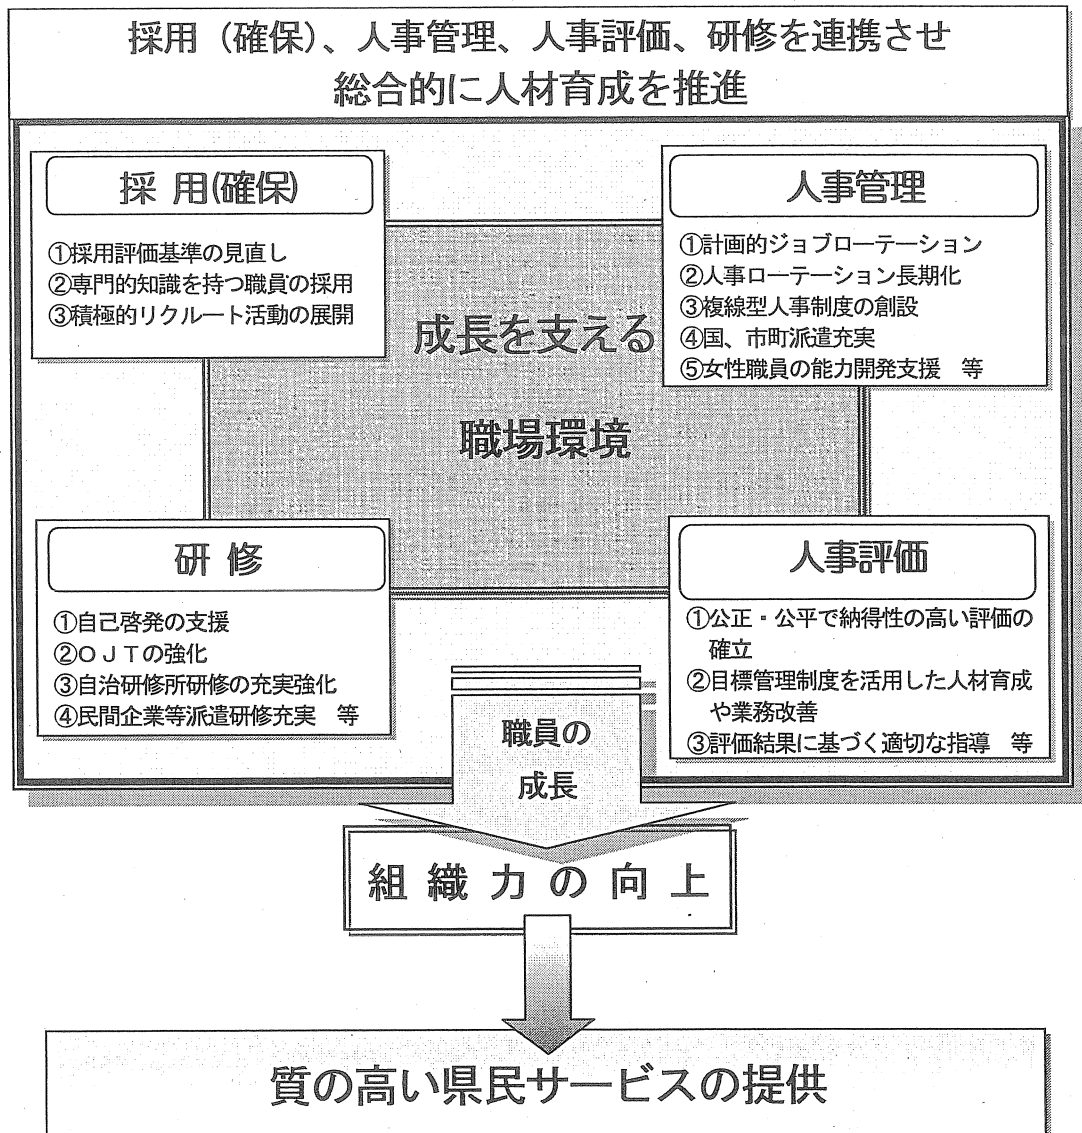 採用（確保）、人事管理、人事評価、研修を連携させ
総合的に人材育成を推進
採 用(確保)
①採用評価基準の見直し
②専門的知識を持つ職員の採用
③積極的リクルート活動の展開
人事管理
①計画的ジョブローテーション
②人事ローテーション長期化
③複線型人事制度の創設
④国、市町派遣充実
⑤女性職員の能力開発支援　等
成長を支える
職場環境
研 修
①自己啓発の支援
②ＯＪＴの強化
③自治研修所研修の充実強化
④民間企業等派遣研修充実　等
人事評価
①公正・公平で納得性の高い評価の
確立
②目標管理制度を活用した人材育成
や業務改善
③評価結果に基づく適切な指導　等
職員の
成長
組 織 力 の 向 上
質の高い県民サービスの提供